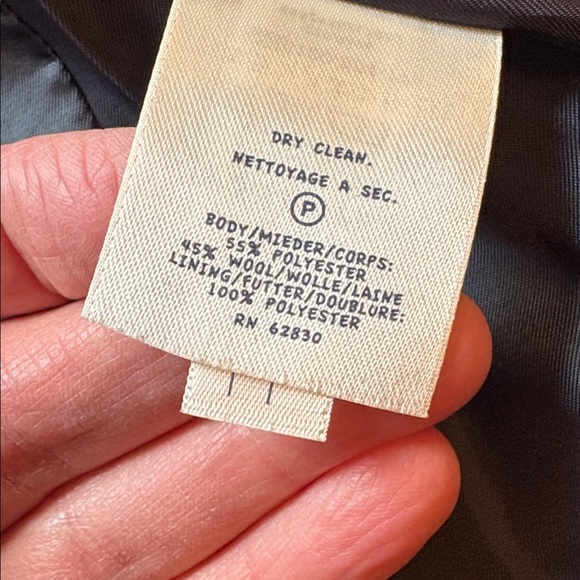 DRY CLEAN.
NETTOYAGE A SEC.
P
BODY/MIEDER/CORPS:
55% POLYESTER
45% WOOL/WOLLE/LAINE
LINING/FUTTER/DOUBLURE:
100% POLYESTER
RN 62830